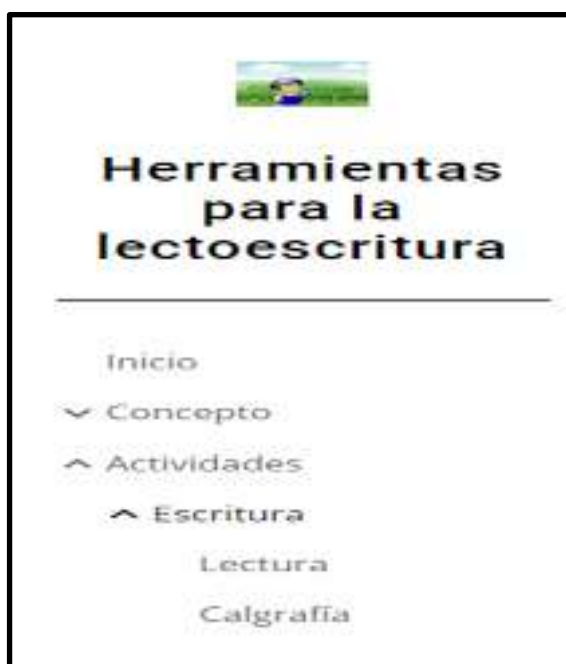 Herramientas
para la
lectoescritura
Inicio
Concepto
Actividades
Escritura
Lectura
Calgrafía